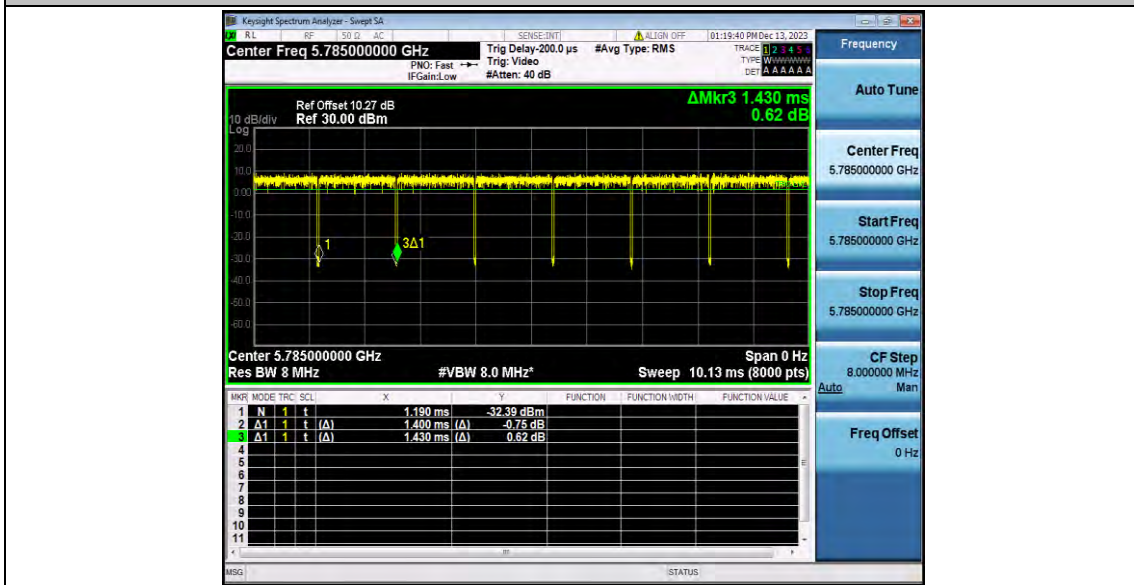 Keysight Spectrum Analyzer - Swept SA
RL RF 50 Ω AC SENSE:INT ALIGN OFF 01:19:40 PM Dec 13, 2023
Center Freq 5.785000000 GHz
PNO: Fast
IFGain:Low
Trig Delay-200.0 µs
Trig: Video
#Atten: 40 dB
#Avg Type: RMS
TRACE 1 2 3 4 5 6
TYPE WWWWWW
DET A A A A A A
ΔMkr3 1.430 ms
0.62 dB
Ref Offset 10.27 dB
10 dB/div Ref 30.00 dBm
Log
20.0
10.0
0.00
-10.0
-20.0
-30.0
-40.0
-50.0
-60.0
1
3Δ1
Center 5.785000000 GHz Span 0 Hz
Res BW 8 MHz #VBW 8.0 MHz* Sweep 10.13 ms (8000 pts)
MKR MODE TRC SCL X Y FUNCTION FUNCTION WIDTH FUNCTION VALUE
1 N 1 t 1.190 ms -32.39 dBm
2 Δ1 1 t (Δ) 1.400 ms (Δ) -0.75 dB
3 Δ1 1 t (Δ) 1.430 ms (Δ) 0.62 dB
4
5
6
7
8
9
10
11
MSG STATUS
Frequency
Auto Tune
Center Freq
5.785000000 GHz
Start Freq
5.785000000 GHz
Stop Freq
5.785000000 GHz
CF Step
8.000000 MHz
Auto Man
Freq Offset
0 Hz